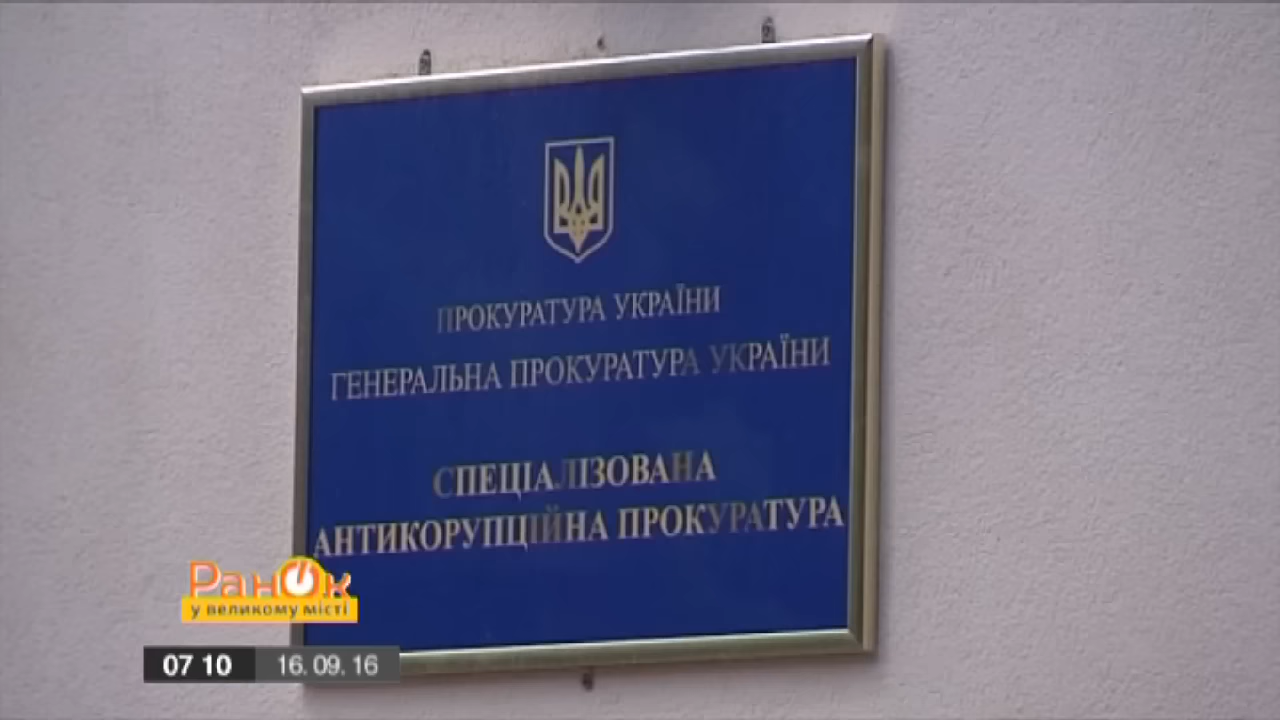 ПРОКУРАТУРА УКРАЇНИ
ГЕНЕРАЛЬНА ПРОКУРАТУРА УКРАЇНИ
СПЕЦІАЛІЗОВАНА
АНТИКОРУПЦІЙНА ПРОКУРАТУРА
РанОк
у великому місті
07 10 16. 09. 16